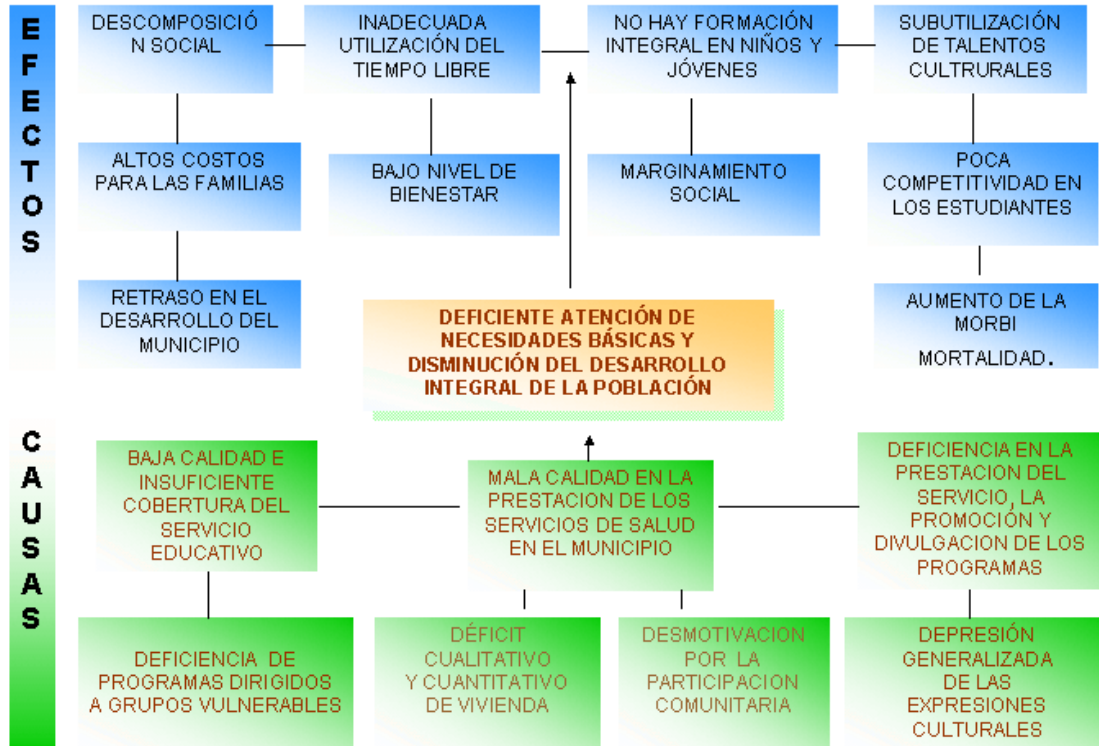 EFECTOS
DESCOMPOSICIÓ
N SOCIAL
INADECUADA
UTILIZACIÓN DEL
TIEMPO LIBRE
NO HAY FORMACIÓN
INTEGRAL EN NIÑOS Y
JÓVENES
SUBUTILIZACIÓN
DE TALENTOS
CULTRURALES
ALTOS COSTOS
PARA LAS FAMILIAS
BAJO NIVEL DE
BIENESTAR
MARGINAMIENTO
SOCIAL
POCA
COMPETITIVIDAD EN
LOS ESTUDIANTES
RETRASO EN EL
DESARROLLO DEL
MUNICIPIO
DEFICIENTE ATENCIÓN DE
NECESIDADES BÁSICAS Y
DISMINUCIÓN DEL DESARROLLO
INTEGRAL DE LA POBLACIÓN
AUMENTO DE LA
MORBI
MORTALIDAD.
CAUSAS
BAJA CALIDAD E
INSUFICIENTE
COBERTURA DEL
SERVICIO
EDUCATIVO
MALA CALIDAD EN LA
PRESTACION DE LOS
SERVICIOS DE SALUD
EN EL MUNICIPIO
DEFICIENCIA EN LA
PRESTACION DEL
SERVICIO, LA
PROMOCIÓN Y
DIVULGACION DE LOS
PROGRAMAS
DEFICIENCIA DE
PROGRAMAS DIRIGIDOS
A GRUPOS VULNERABLES
DÉFICIT
CUALITATIVO
Y CUANTITATIVO
DE VIVIENDA
DESMOTIVACION
POR LA
PARTICIPACION
COMUNITARIA
DEPRESIÓN
GENERALIZADA
DE LAS
EXPRESIONES
CULTURALES